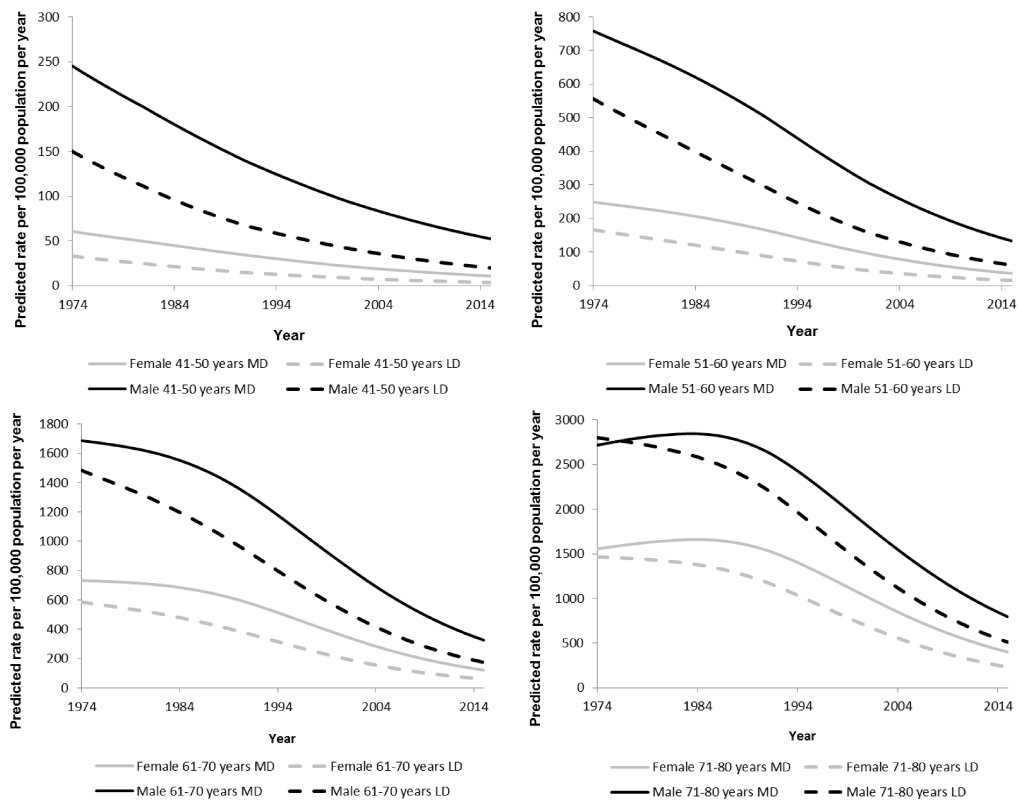 Predicted rate per 100,000 population per year
300
250
200
150
100
50
0
1974 1984 1994 2004 2014
Year
Female 41-50 years MD Female 41-50 years LD
Male 41-50 years MD Male 41-50 years LD
Predicted rate per 100,000 population per year
800
700
600
500
400
300
200
100
0
1974 1984 1994 2004 2014
Year
Female 51-60 years MD Female 51-60 years LD
Male 51-60 years MD Male 51-60 years LD
Predicted rate per 100,000 population per year
1800
1600
1400
1200
1000
800
600
400
200
0
1974 1984 1994 2004 2014
Year
Female 61-70 years MD Female 61-70 years LD
Male 61-70 years MD Male 61-70 years LD
Predicted rate per 100,000 population per year
3000
2500
2000
1500
1000
500
0
1974 1984 1994 2004 2014
Year
Female 71-80 years MD Female 71-80 years LD
Male 71-80 years MD Male 71-80 years LD